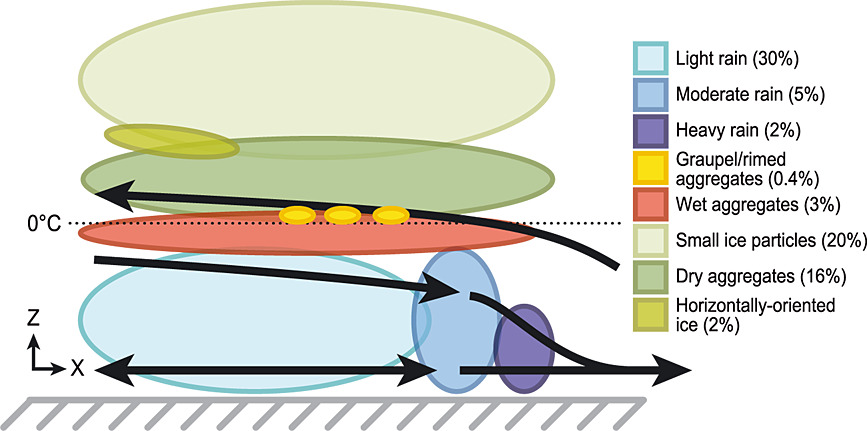 Light rain (30%)
Moderate rain (5%)
Heavy rain (2%)
Graupel/rimed
aggregates (0.4%)
0°C
Wet aggregates (3%)
Small ice particles (20%)
Dry aggregates (16%)
Horizontally-oriented
ice (2%)
Z
X